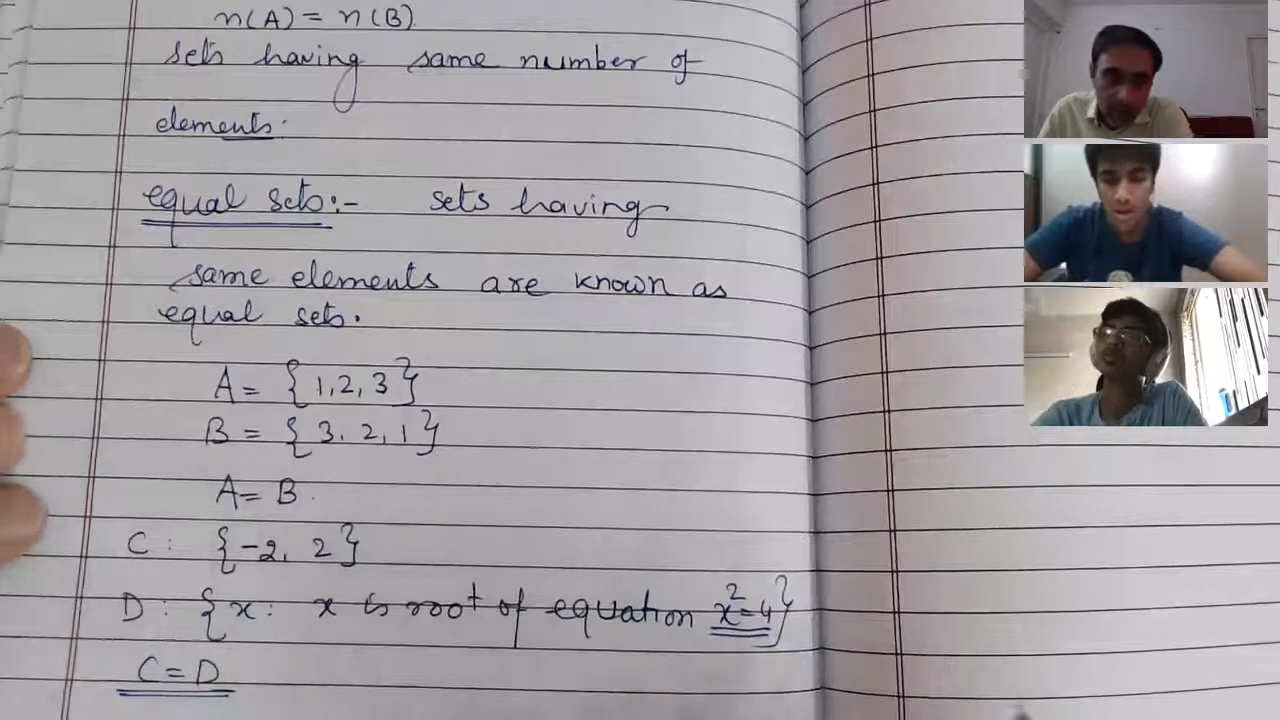 n(A) = n(B)
sets having same number of
elements.
equal sets:- sets having
same elements are known as
equal sets.
A = { 1, 2, 3 }
B = { 3, 2, 1 }
A = B.
C : { -2, 2 }
D : { x : x is root of equation x² = 4 }
C = D